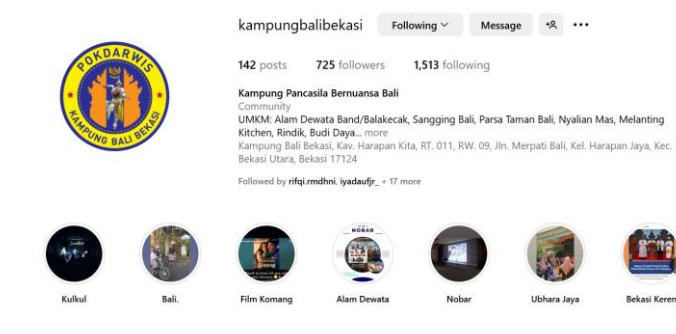 kampungbalibekasi Following Message
142 posts 725 followers 1,513 following
POKDARWIS
KAMPUNG BALI BEKASI
Kampung Pancasila Bernuansa Bali
Community
UMKM: Alam Dewata Band/Balakecak, Sangging Bali, Parsa Taman Bali, Nyalian Mas, Melanting
Kitchen, Rindik, Budi Daya... more
Kampung Bali Bekasi, Kav. Harapan Kita, RT. 011, RW. 09, Jln. Merpati Bali, Kel. Harapan Jaya, Kec.
Bekasi Utara, Bekasi 17124
Followed by rifqi.rmdhni, iyadaufjr_ + 17 more
NOBAR
Kulkul Bali. Film Komang Alam Dewata Nobar Ubhara Jaya Bekasi Keren